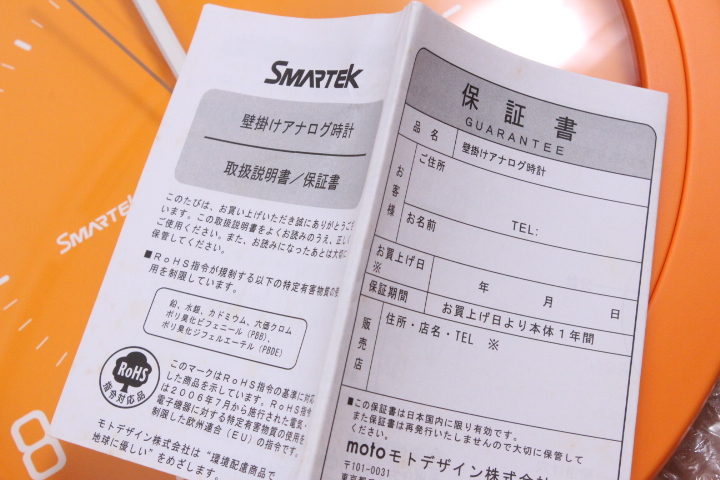 SMARTEK
壁掛けアナログ時計
取扱説明書／保証書
このたびは、お買い上げいただき誠にありがとうござ
います。この取扱説明書をよくお読みのうえ、正しく
ご使用ください。また、お読みになったあとは大切に
保管してください。
■RoHS指令が規制する以下の特定有害物質の使
用を制限しています。
鉛、水銀、カドミウム、六価クロム
ポリ臭化ビフェニール（PBB）、
ポリ臭化ジフェルエーテル（PBDE）
RoHS
指令対応品
このマークはRoHS指令の基準に対応
した商品を示しています。RoHS指令
は2006年7月から施行された電気・
電子機器に対する特定有害物質の使用を
制限した欧州連合（EU）の指令です。
モトデザイン株式会社は“環境配慮商品で
地球に優しい”をめざします。
保証書
GUARANTEE
品名 壁掛けアナログ時計
お客様
ご住所
お名前
TEL:
お買上げ日
※
年 月 日
保証期間 お買上げ日より本体1年間
販売店
住所・店名・TEL ※
■この保証書は日本国内に限り有効です。
また保証書は再発行いたしませんので大切に保管して
ください。
moto モトデザイン株式会
〒101-0031
SMARTEK
8